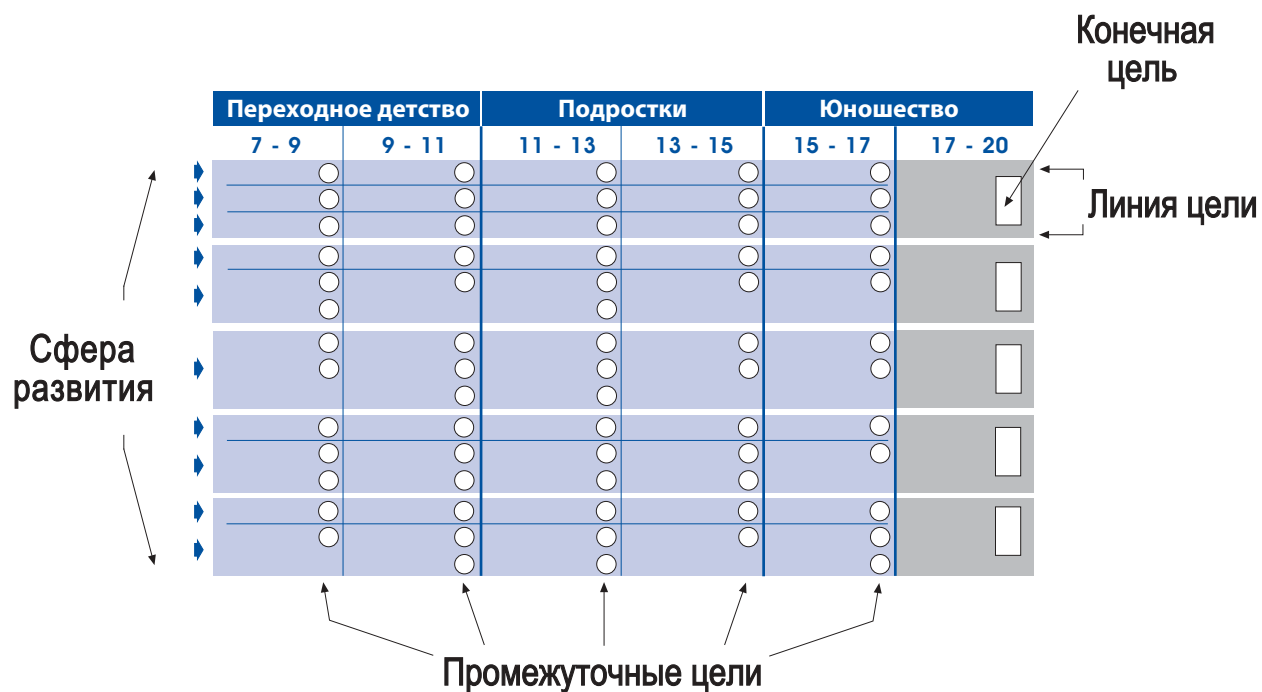 Конечная
цель
Переходное детство Подростки Юношество
7 - 9 9 - 11 11 - 13 13 - 15 15 - 17 17 - 20
Линия цели
Сфера
развития
Промежуточные цели